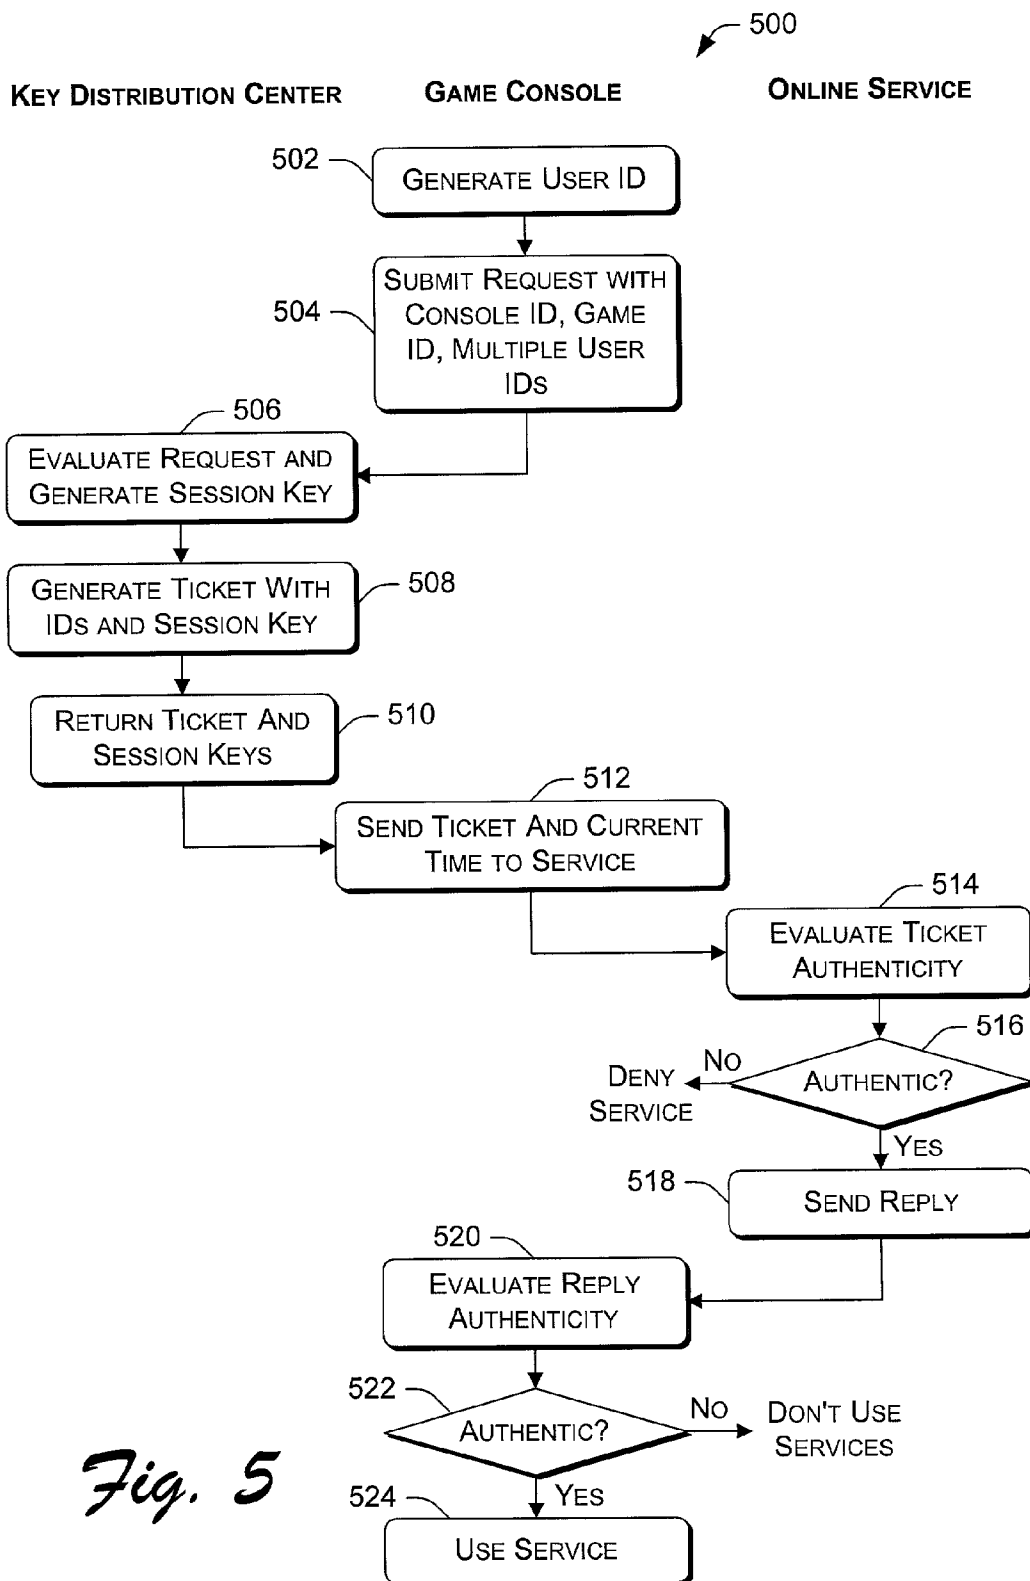 500
KEY DISTRIBUTION CENTER
GAME CONSOLE
ONLINE SERVICE
502
GENERATE USER ID
504
SUBMIT REQUEST WITH
CONSOLE ID, GAME
ID, MULTIPLE USER
IDS
506
EVALUATE REQUEST AND
GENERATE SESSION KEY
508
GENERATE TICKET WITH
IDS AND SESSION KEY
510
RETURN TICKET AND
SESSION KEYS
512
SEND TICKET AND CURRENT
TIME TO SERVICE
514
EVALUATE TICKET
AUTHENTICITY
516
AUTHENTIC?
NO
DENY
SERVICE
YES
518
SEND REPLY
520
EVALUATE REPLY
AUTHENTICITY
522
AUTHENTIC?
NO
DON'T USE
SERVICES
YES
524
USE SERVICE
Fig. 5